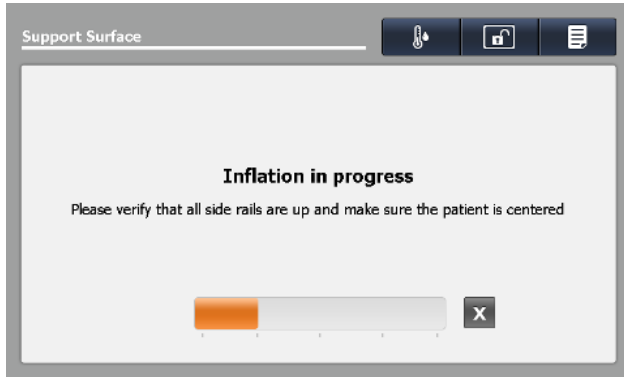 Support Surface
Inflation in progress
Please verify that all side rails are up and make sure the patient is centered
X